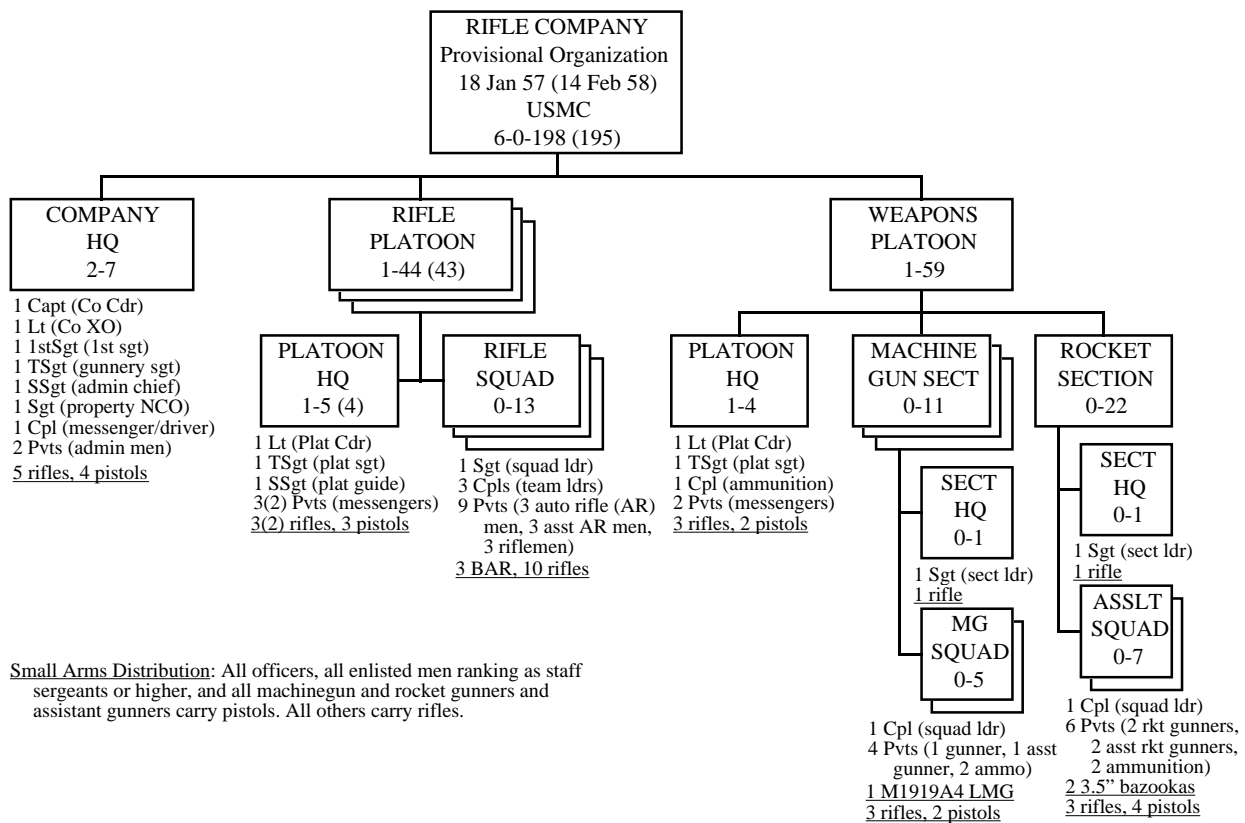 RIFLE COMPANY
Provisional Organization
18 Jan 57 (14 Feb 58)
USMC
6-0-198 (195)
COMPANY
HQ
2-7
1 Capt (Co Cdr)
1 Lt (Co XO)
1 1stSgt (1st sgt)
1 TSgt (gunnery sgt)
1 SSgt (admin chief)
1 Sgt (property NCO)
1 Cpl (messenger/driver)
2 Pvts (admin men)
5 rifles, 4 pistols
RIFLE
PLATOON
1-44 (43)
PLATOON
HQ
1-5 (4)
1 Lt (Plat Cdr)
1 TSgt (plat sgt)
1 SSgt (plat guide)
3(2) Pvts (messengers)
3(2) rifles, 3 pistols
RIFLE
SQUAD
0-13
1 Sgt (squad ldr)
3 Cpls (team ldrs)
9 Pvts (3 auto rifle (AR)
men, 3 asst AR men,
3 riflemen)
3 BAR, 10 rifles
WEAPONS
PLATOON
1-59
PLATOON
HQ
1-4
1 Lt (Plat Cdr)
1 TSgt (plat sgt)
1 Cpl (ammunition)
2 Pvts (messengers)
3 rifles, 2 pistols
MACHINE
GUN SECT
0-11
SECT
HQ
0-1
1 Sgt (sect ldr)
1 rifle
MG
SQUAD
0-5
1 Cpl (squad ldr)
4 Pvts (1 gunner, 1 asst
gunner, 2 ammo)
1 M1919A4 LMG
3 rifles, 2 pistols
ROCKET
SECTION
0-22
SECT
HQ
0-1
1 Sgt (sect ldr)
1 rifle
ASSLT
SQUAD
0-7
1 Cpl (squad ldr)
6 Pvts (2 rkt gunners,
2 asst rkt gunners,
2 ammunition)
2 3.5” bazookas
3 rifles, 4 pistols
Small Arms Distribution: All officers, all enlisted men ranking as staff
sergeants or higher, and all machinegun and rocket gunners and
assistant gunners carry pistols. All others carry rifles.